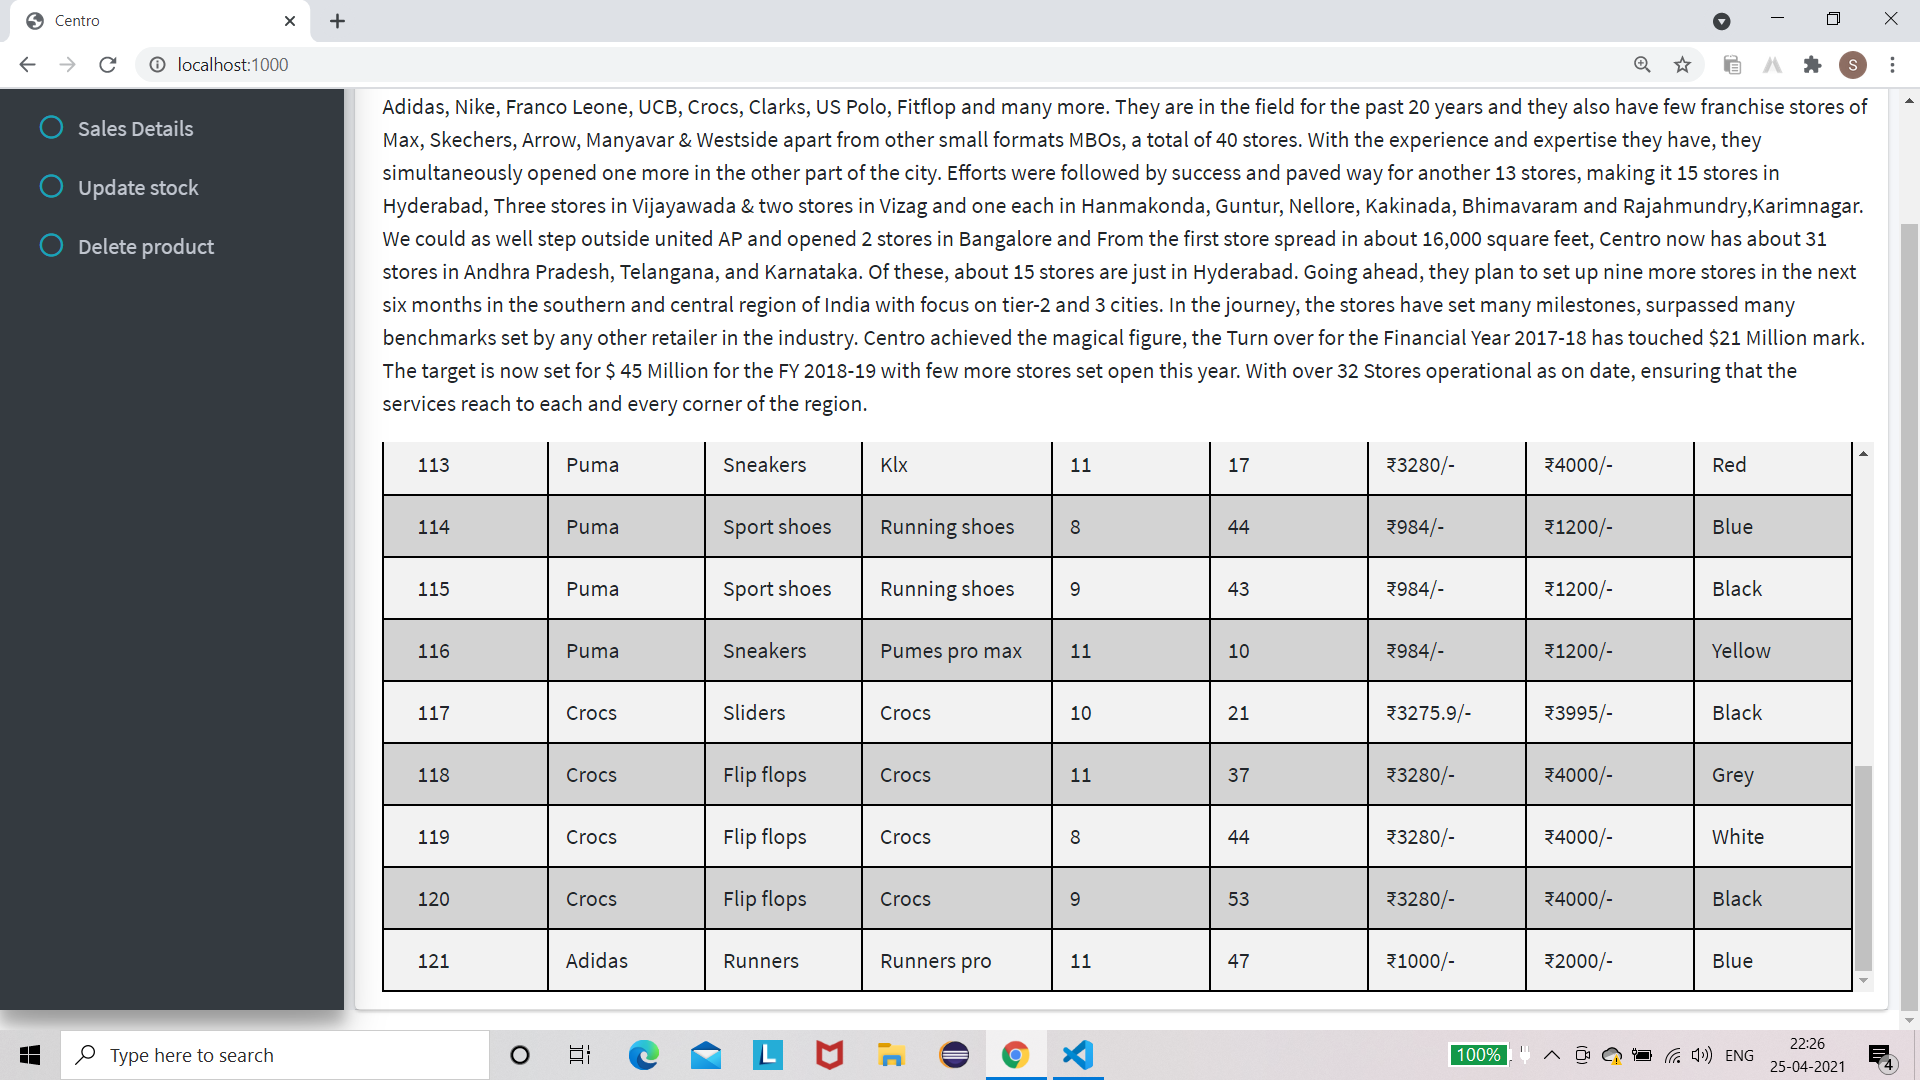 Centro
localhost:1000
S
Sales Details
Update stock
Delete product
Adidas, Nike, Franco Leone, UCB, Crocs, Clarks, US Polo, Fitflop and many more. They are in the field for the past 20 years and they also have few franchise stores of
Max, Skechers, Arrow, Manyavar & Westside apart from other small formats MBOs, a total of 40 stores. With the experience and expertise they have, they
simultaneously opened one more in the other part of the city. Efforts were followed by success and paved way for another 13 stores, making it 15 stores in
Hyderabad, Three stores in Vijayawada & two stores in Vizag and one each in Hanmakonda, Guntur, Nellore, Kakinada, Bhimavaram and Rajahmundry,Karimnagar.
We could as well step outside united AP and opened 2 stores in Bangalore and From the first store spread in about 16,000 square feet, Centro now has about 31
stores in Andhra Pradesh, Telangana, and Karnataka. Of these, about 15 stores are just in Hyderabad. Going ahead, they plan to set up nine more stores in the next
six months in the southern and central region of India with focus on tier-2 and 3 cities. In the journey, the stores have set many milestones, surpassed many
benchmarks set by any other retailer in the industry. Centro achieved the magical figure, the Turn over for the Financial Year 2017-18 has touched $21 Million mark.
The target is now set for $ 45 Million for the FY 2018-19 with few more stores set open this year. With over 32 Stores operational as on date, ensuring that the
services reach to each and every corner of the region.
113 Puma Sneakers Klx 11 17 ₹3280/- ₹4000/- Red
114 Puma Sport shoes Running shoes 8 44 ₹984/- ₹1200/- Blue
115 Puma Sport shoes Running shoes 9 43 ₹984/- ₹1200/- Black
116 Puma Sneakers Pumes pro max 11 10 ₹984/- ₹1200/- Yellow
117 Crocs Sliders Crocs 10 21 ₹3275.9/- ₹3995/- Black
118 Crocs Flip flops Crocs 11 37 ₹3280/- ₹4000/- Grey
119 Crocs Flip flops Crocs 8 44 ₹3280/- ₹4000/- White
120 Crocs Flip flops Crocs 9 53 ₹3280/- ₹4000/- Black
121 Adidas Runners Runners pro 11 47 ₹1000/- ₹2000/- Blue
Type here to search
L
100%
ENG
22:26
25-04-2021
4